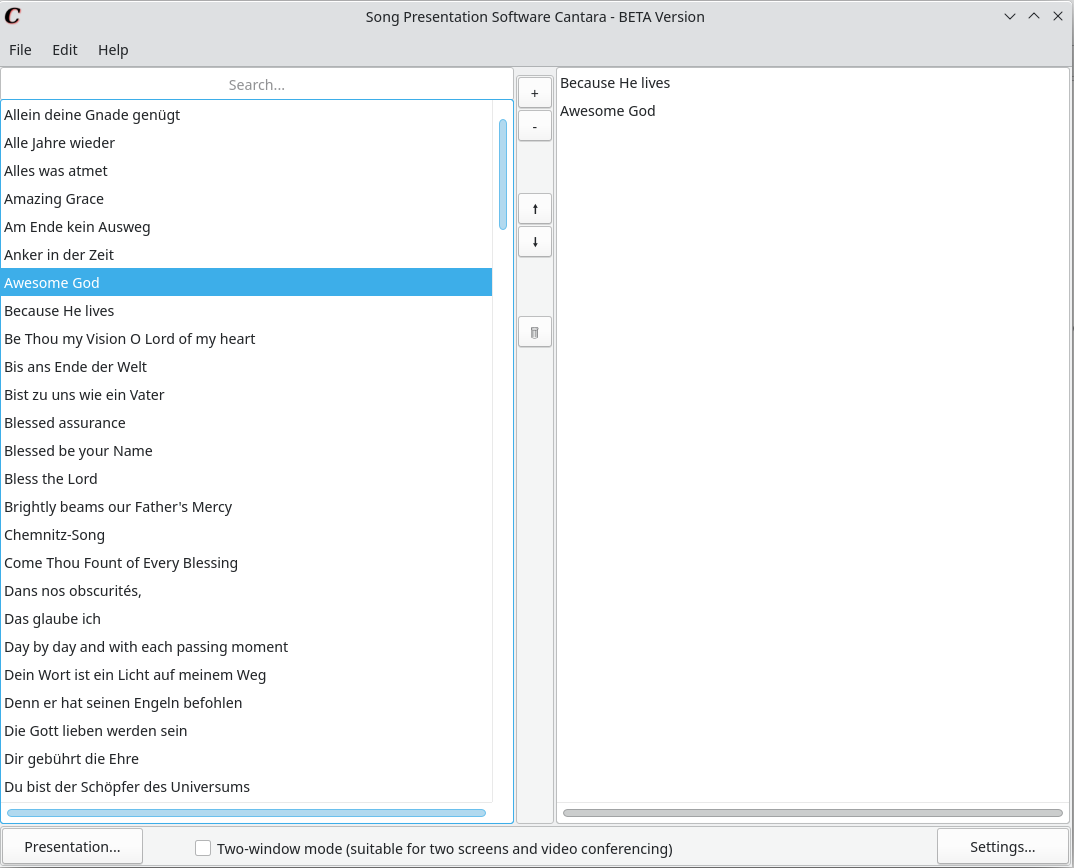 C
Song Presentation Software Cantara - BETA Version
File Edit Help
Search...
Allein deine Gnade genügt
Alle Jahre wieder
Alles was atmet
Amazing Grace
Am Ende kein Ausweg
Anker in der Zeit
Awesome God
Because He lives
Be Thou my Vision O Lord of my heart
Bis ans Ende der Welt
Bist zu uns wie ein Vater
Blessed assurance
Blessed be your Name
Bless the Lord
Brightly beams our Father's Mercy
Chemnitz-Song
Come Thou Fount of Every Blessing
Dans nos obscurités,
Das glaube ich
Day by day and with each passing moment
Dein Wort ist ein Licht auf meinem Weg
Denn er hat seinen Engeln befohlen
Die Gott lieben werden sein
Dir gebührt die Ehre
Du bist der Schöpfer des Universums
+
-
Because He lives
Awesome God
Presentation...
Two-window mode (suitable for two screens and video conferencing)
Settings...